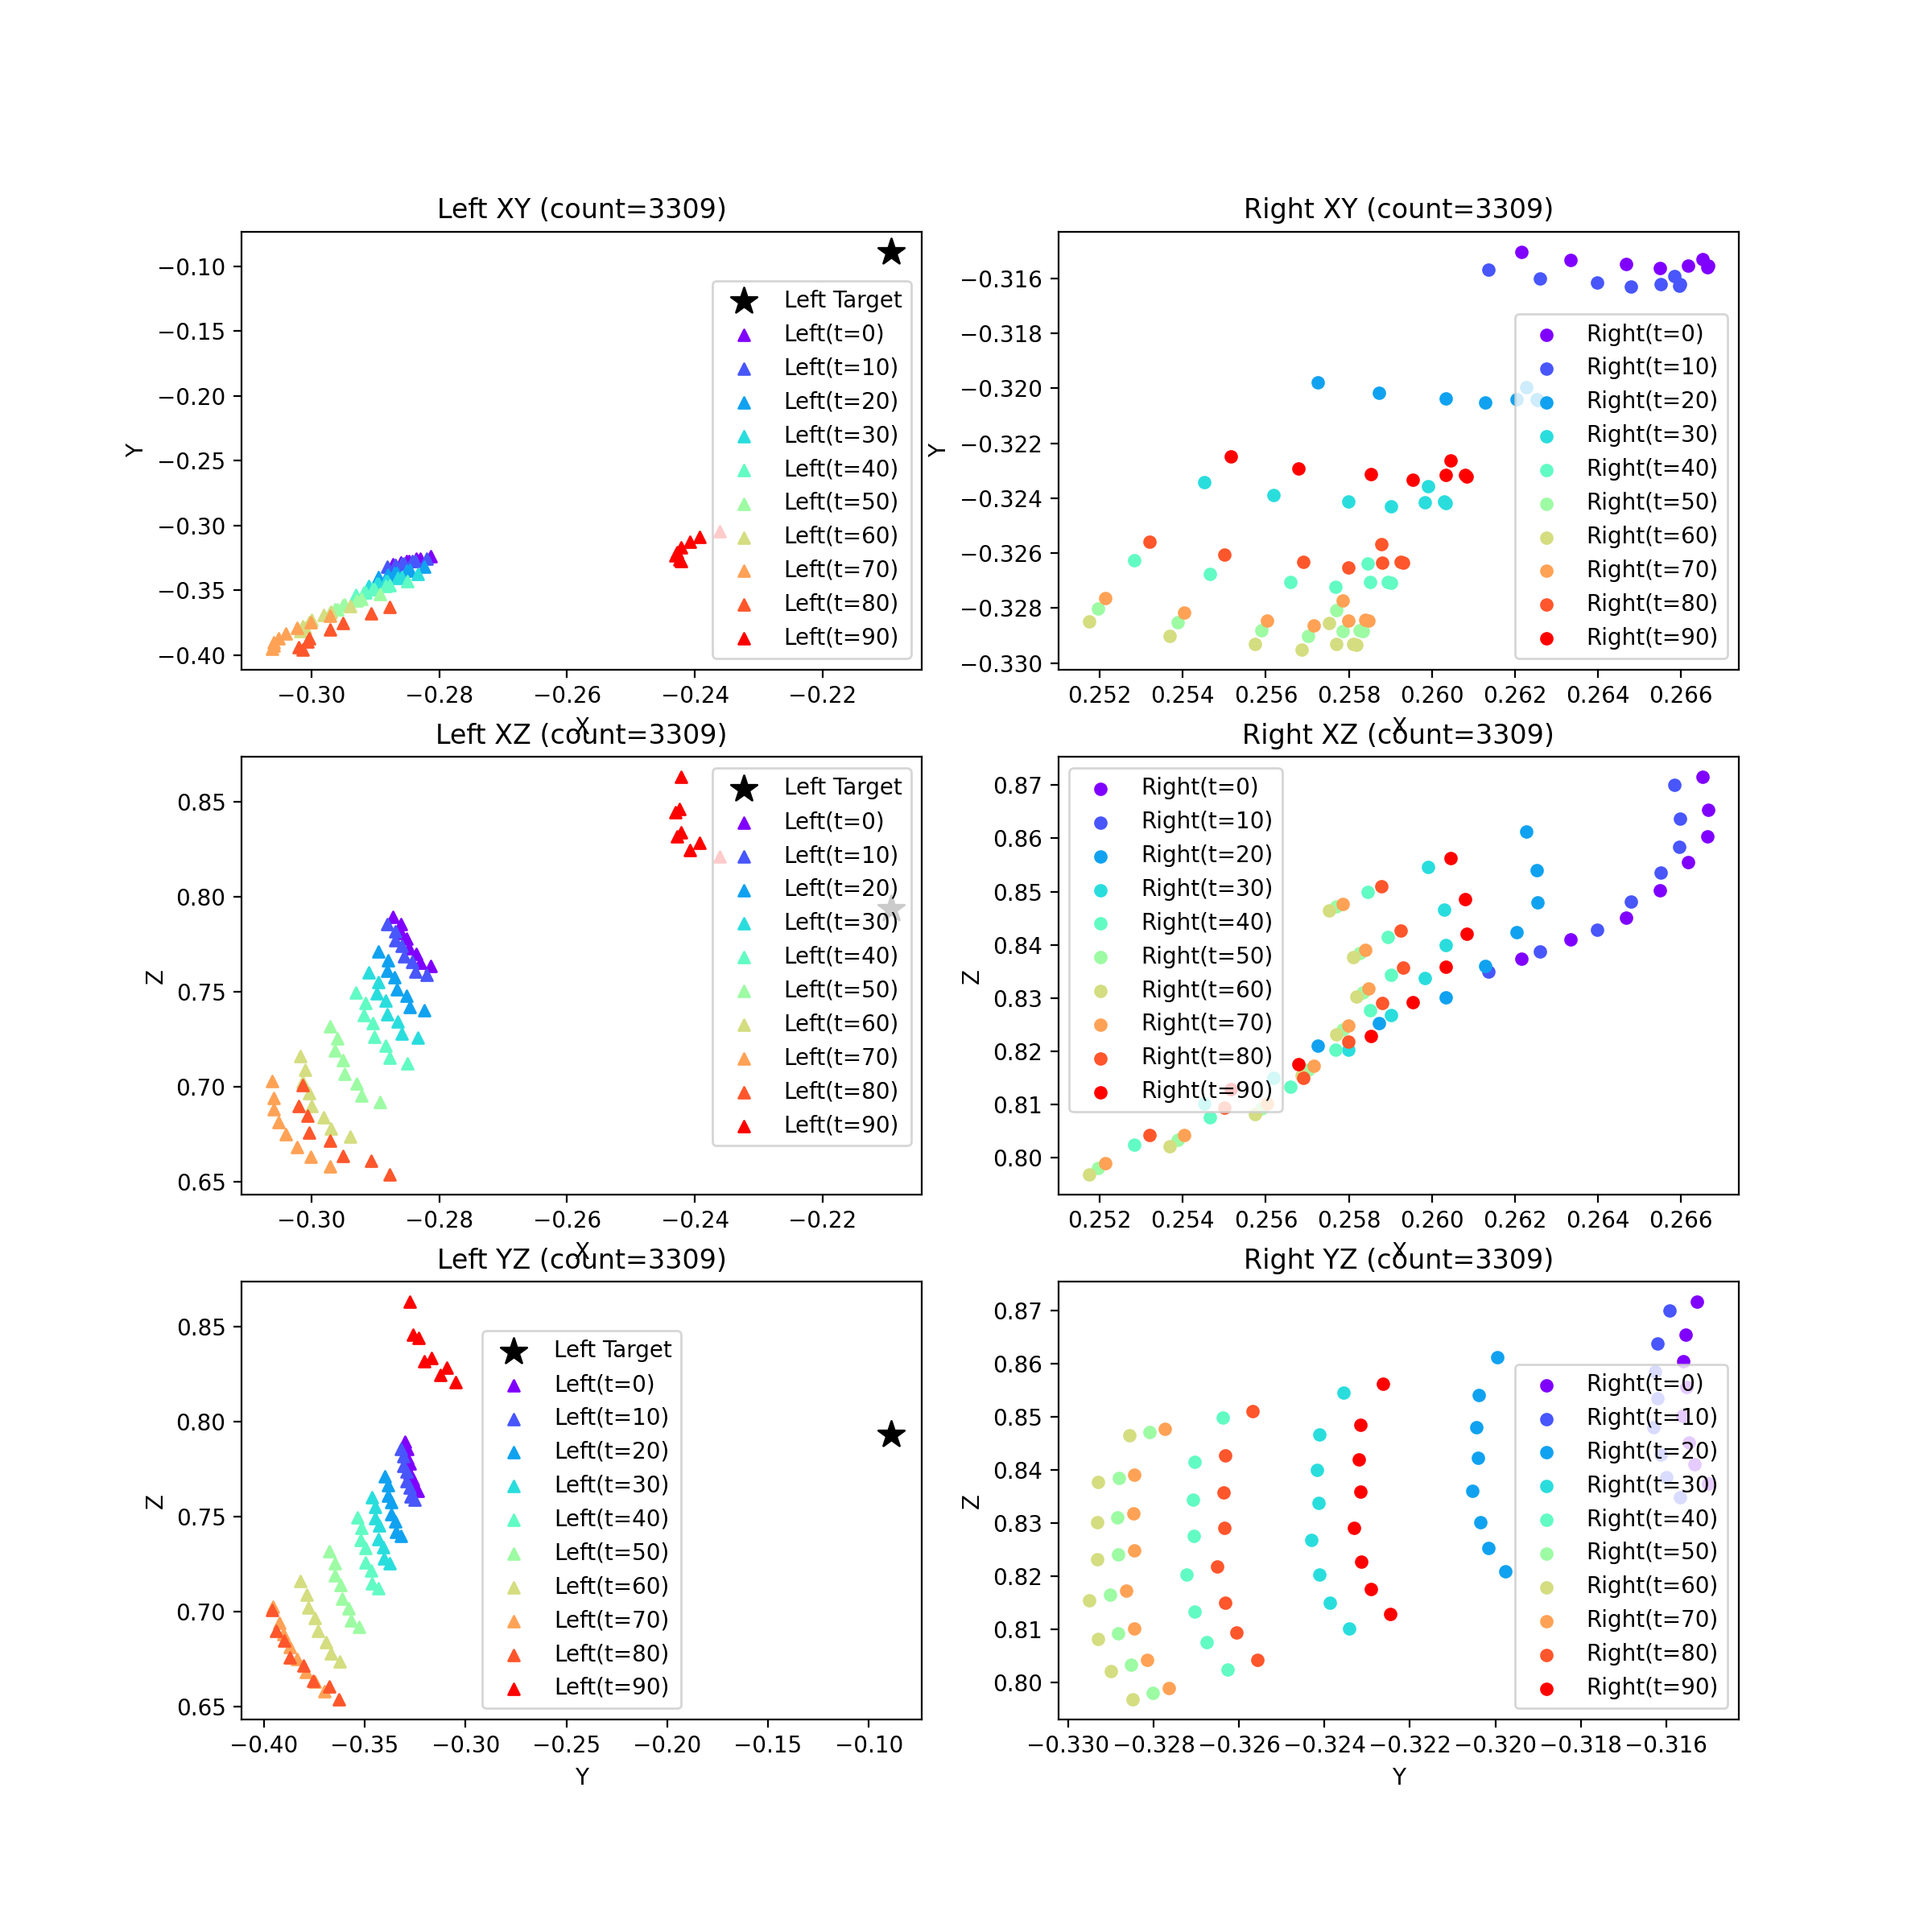 Left XY (count=3309)
Y
−0.10
−0.15
−0.20
−0.25
−0.30
−0.35
−0.40
Left Target
Left(t=0)
Left(t=10)
Left(t=20)
Left(t=30)
Left(t=40)
Left(t=50)
Left(t=60)
Left(t=70)
Left(t=80)
Left(t=90)
−0.30 −0.28 −0.26 −0.24 −0.22
X
Right XY (count=3309)
Y
−0.316
−0.318
−0.320
−0.322
−0.324
−0.326
−0.328
−0.330
Right(t=0)
Right(t=10)
Right(t=20)
Right(t=30)
Right(t=40)
Right(t=50)
Right(t=60)
Right(t=70)
Right(t=80)
Right(t=90)
0.252 0.254 0.256 0.258 0.260 0.262 0.264 0.266
X
Left XZ (count=3309)
Z
0.85
0.80
0.75
0.70
0.65
Left Target
Left(t=0)
Left(t=10)
Left(t=20)
Left(t=30)
Left(t=40)
Left(t=50)
Left(t=60)
Left(t=70)
Left(t=80)
Left(t=90)
−0.30 −0.28 −0.26 −0.24 −0.22
X
Right XZ (count=3309)
Z
0.87
0.86
0.85
0.84
0.83
0.82
0.81
0.80
Right(t=0)
Right(t=10)
Right(t=20)
Right(t=30)
Right(t=40)
Right(t=50)
Right(t=60)
Right(t=70)
Right(t=80)
Right(t=90)
0.252 0.254 0.256 0.258 0.260 0.262 0.264 0.266
X
Left YZ (count=3309)
Z
0.85
0.80
0.75
0.70
0.65
Left Target
Left(t=0)
Left(t=10)
Left(t=20)
Left(t=30)
Left(t=40)
Left(t=50)
Left(t=60)
Left(t=70)
Left(t=80)
Left(t=90)
−0.40 −0.35 −0.30 −0.25 −0.20 −0.15 −0.10
Y
Right YZ (count=3309)
Z
0.87
0.86
0.85
0.84
0.83
0.82
0.81
0.80
Right(t=0)
Right(t=10)
Right(t=20)
Right(t=30)
Right(t=40)
Right(t=50)
Right(t=60)
Right(t=70)
Right(t=80)
Right(t=90)
−0.330 −0.328 −0.326 −0.324 −0.322 −0.320 −0.318 −0.316
Y